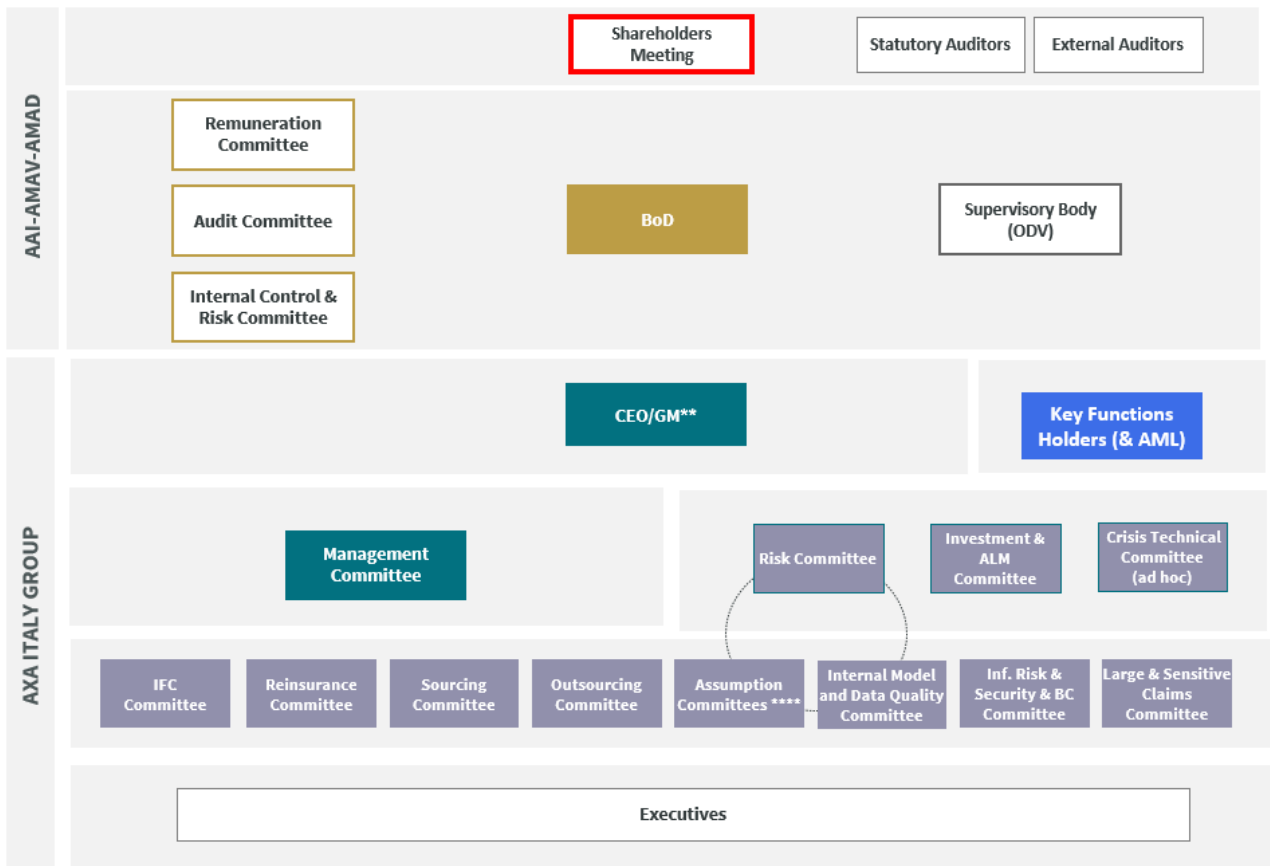 AAI-AMAV-AMAD
Shareholders
Meeting
Statutory Auditors
External Auditors
Remuneration
Committee
Audit Committee
BoD
Supervisory Body
(ODV)
Internal Control &
Risk Committee
AXA ITALY GROUP
CEO/GM**
Key Functions
Holders (& AML)
Management
Committee
Risk Committee
Investment &
ALM
Committee
Crisis Technical
Committee
(ad hoc)
IFC
Committee
Reinsurance
Committee
Sourcing
Committee
Outsourcing
Committee
Assumption
Committees ****
Internal Model
and Data Quality
Committee
Inf. Risk &
Security & BC
Committee
Large & Sensitive
Claims
Committee
Executives